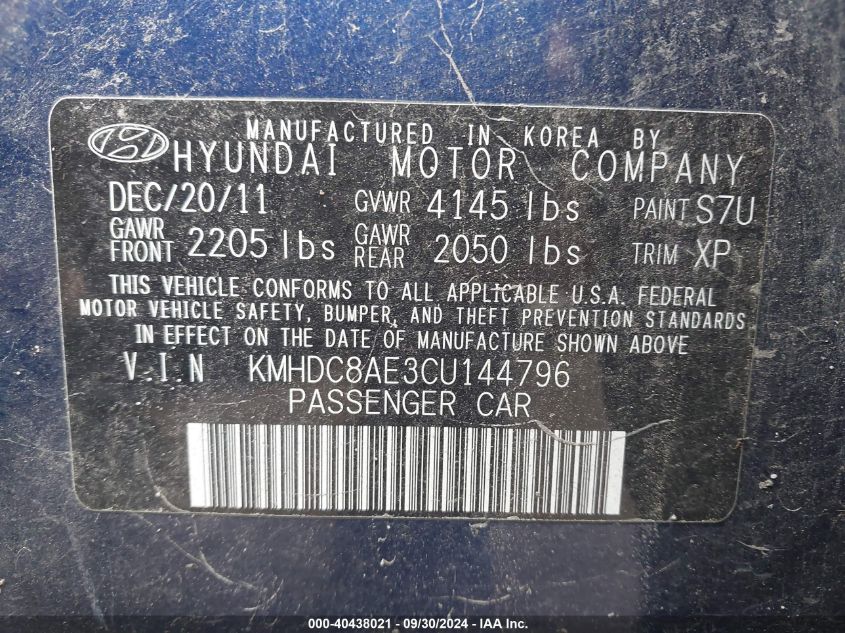 MANUFACTURED IN KOREA BY
HYUNDAI MOTOR COMPANY
DEC/20/11 GVWR 4145 lbs PAINT S7U
GAWR FRONT 2205 lbs GAWR REAR 2050 lbs TRIM XP
THIS VEHICLE CONFORMS TO ALL APPLICABLE U.S.A. FEDERAL
MOTOR VEHICLE SAFETY, BUMPER, AND THEFT PREVENTION STANDARDS
IN EFFECT ON THE DATE OF MANUFACTURE SHOWN ABOVE
V.I.N KMHDC8AE3CU144796
PASSENGER CAR
000-40438021 - 09/30/2024 - IAA Inc.